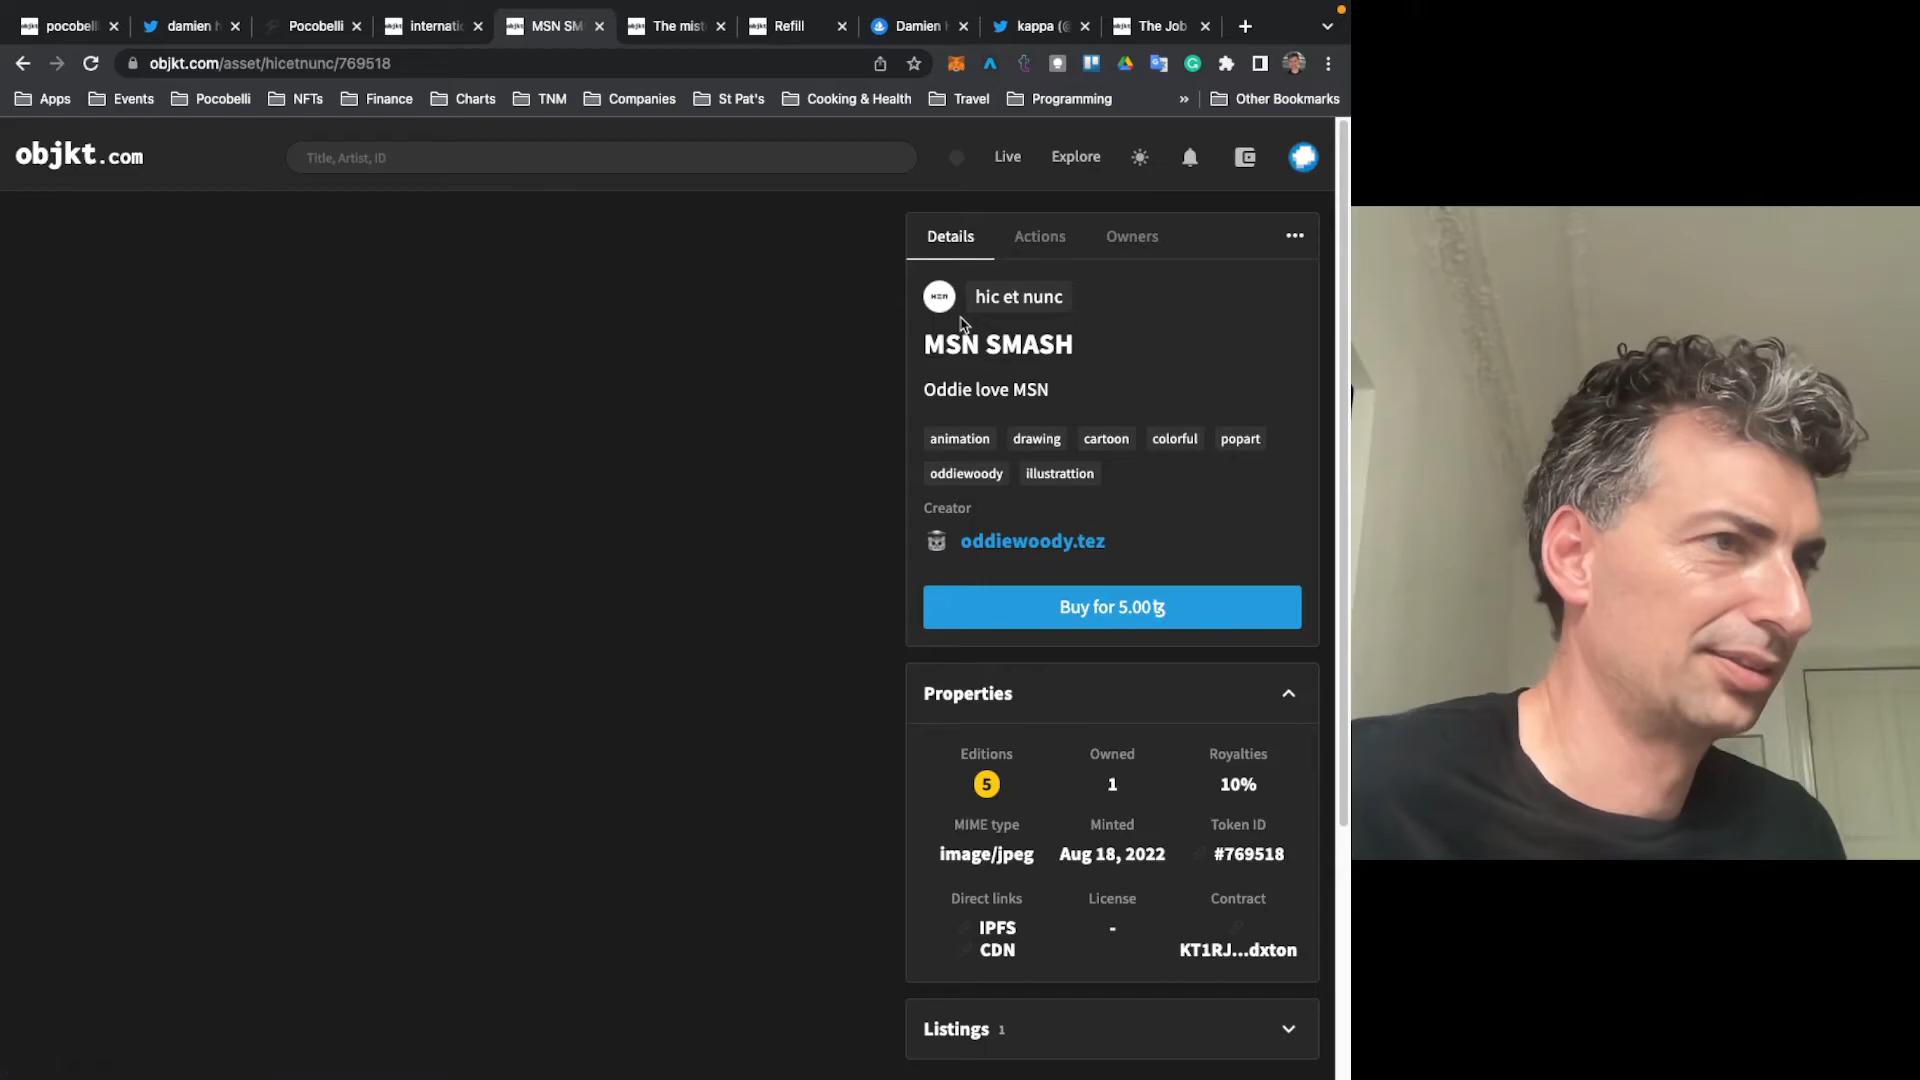 pocobell
damien h
Pocobelli
internatio
MSN SM
The mist
Refill
Damien H
kappa (@
The Job
objkt.com/asset/hicetnunc/769518
Apps
Events
Pocobelli
NFTs
Finance
Charts
TNM
Companies
St Pat's
Cooking & Health
Travel
Programming
»
Other Bookmarks
objkt.com
Title, Artist, ID
Live
Explore
Details
Actions
Owners
HEN
hic et nunc
MSN SMASH
Oddie love MSN
animation
drawing
cartoon
colorful
popart
oddiewoody
illustrattion
Creator
oddiewoody.tez
Buy for 5.00ꜩ
Properties
Editions
Owned
Royalties
5
1
10%
MIME type
Minted
Token ID
image/jpeg
Aug 18, 2022
#769518
Direct links
License
Contract
IPFS
CDN
-
KT1RJ...dxton
Listings 1